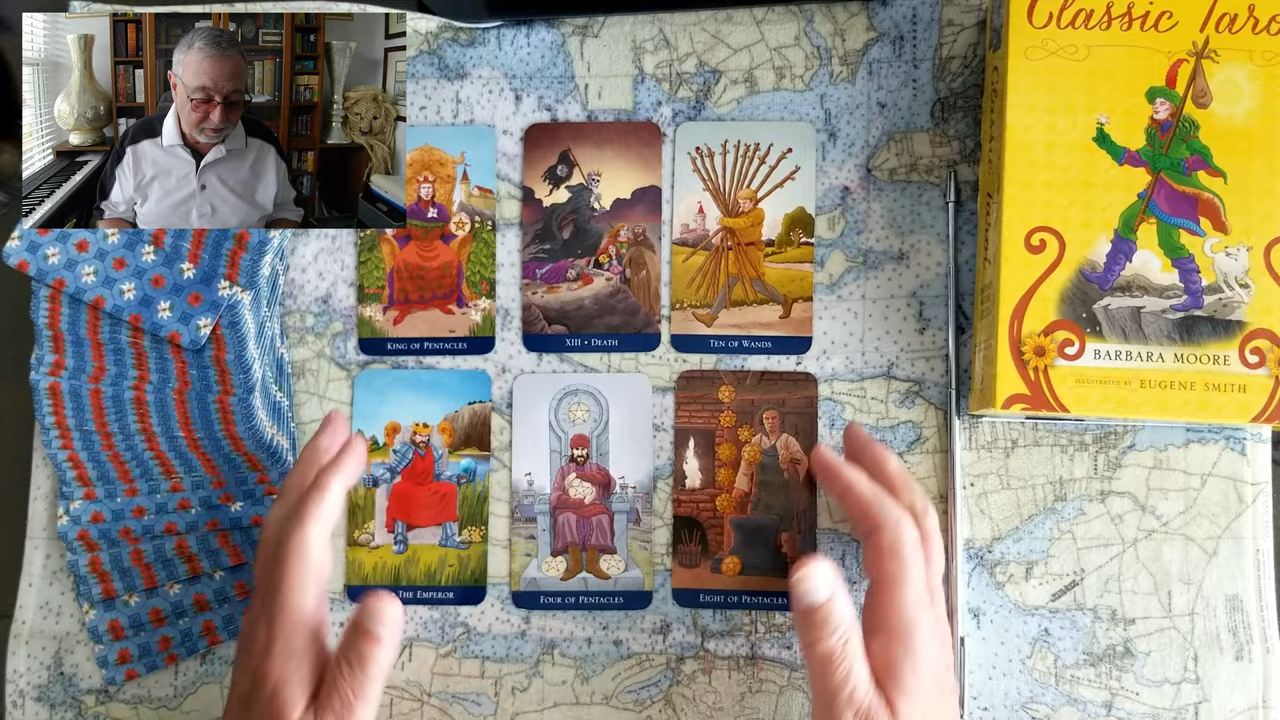 KING OF PENTACLES
XIII • DEATH
TEN OF WANDS
THE EMPEROR
FOUR OF PENTACLES
EIGHT OF PENTACLES
Classic Taro
BARBARA MOORE
ILLUSTRATED BY EUGENE SMITH